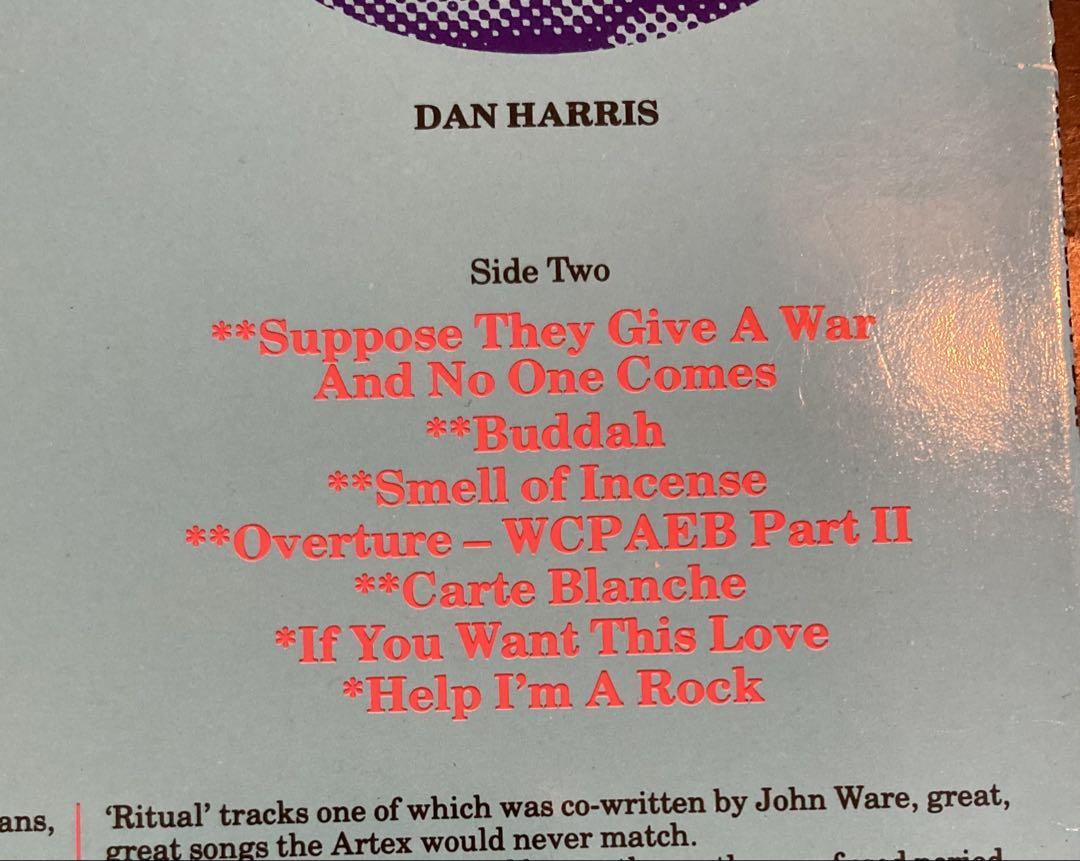 DAN HARRIS
Side Two
**Suppose They Give A War
And No One Comes
**Buddah
**Smell of Incense
**Overture – WCPAEB Part II
**Carte Blanche
*If You Want This Love
*Help I'm A Rock
ans,
‘Ritual’ tracks one of which was co-written by John Ware, great,
great songs the Artex would never match.